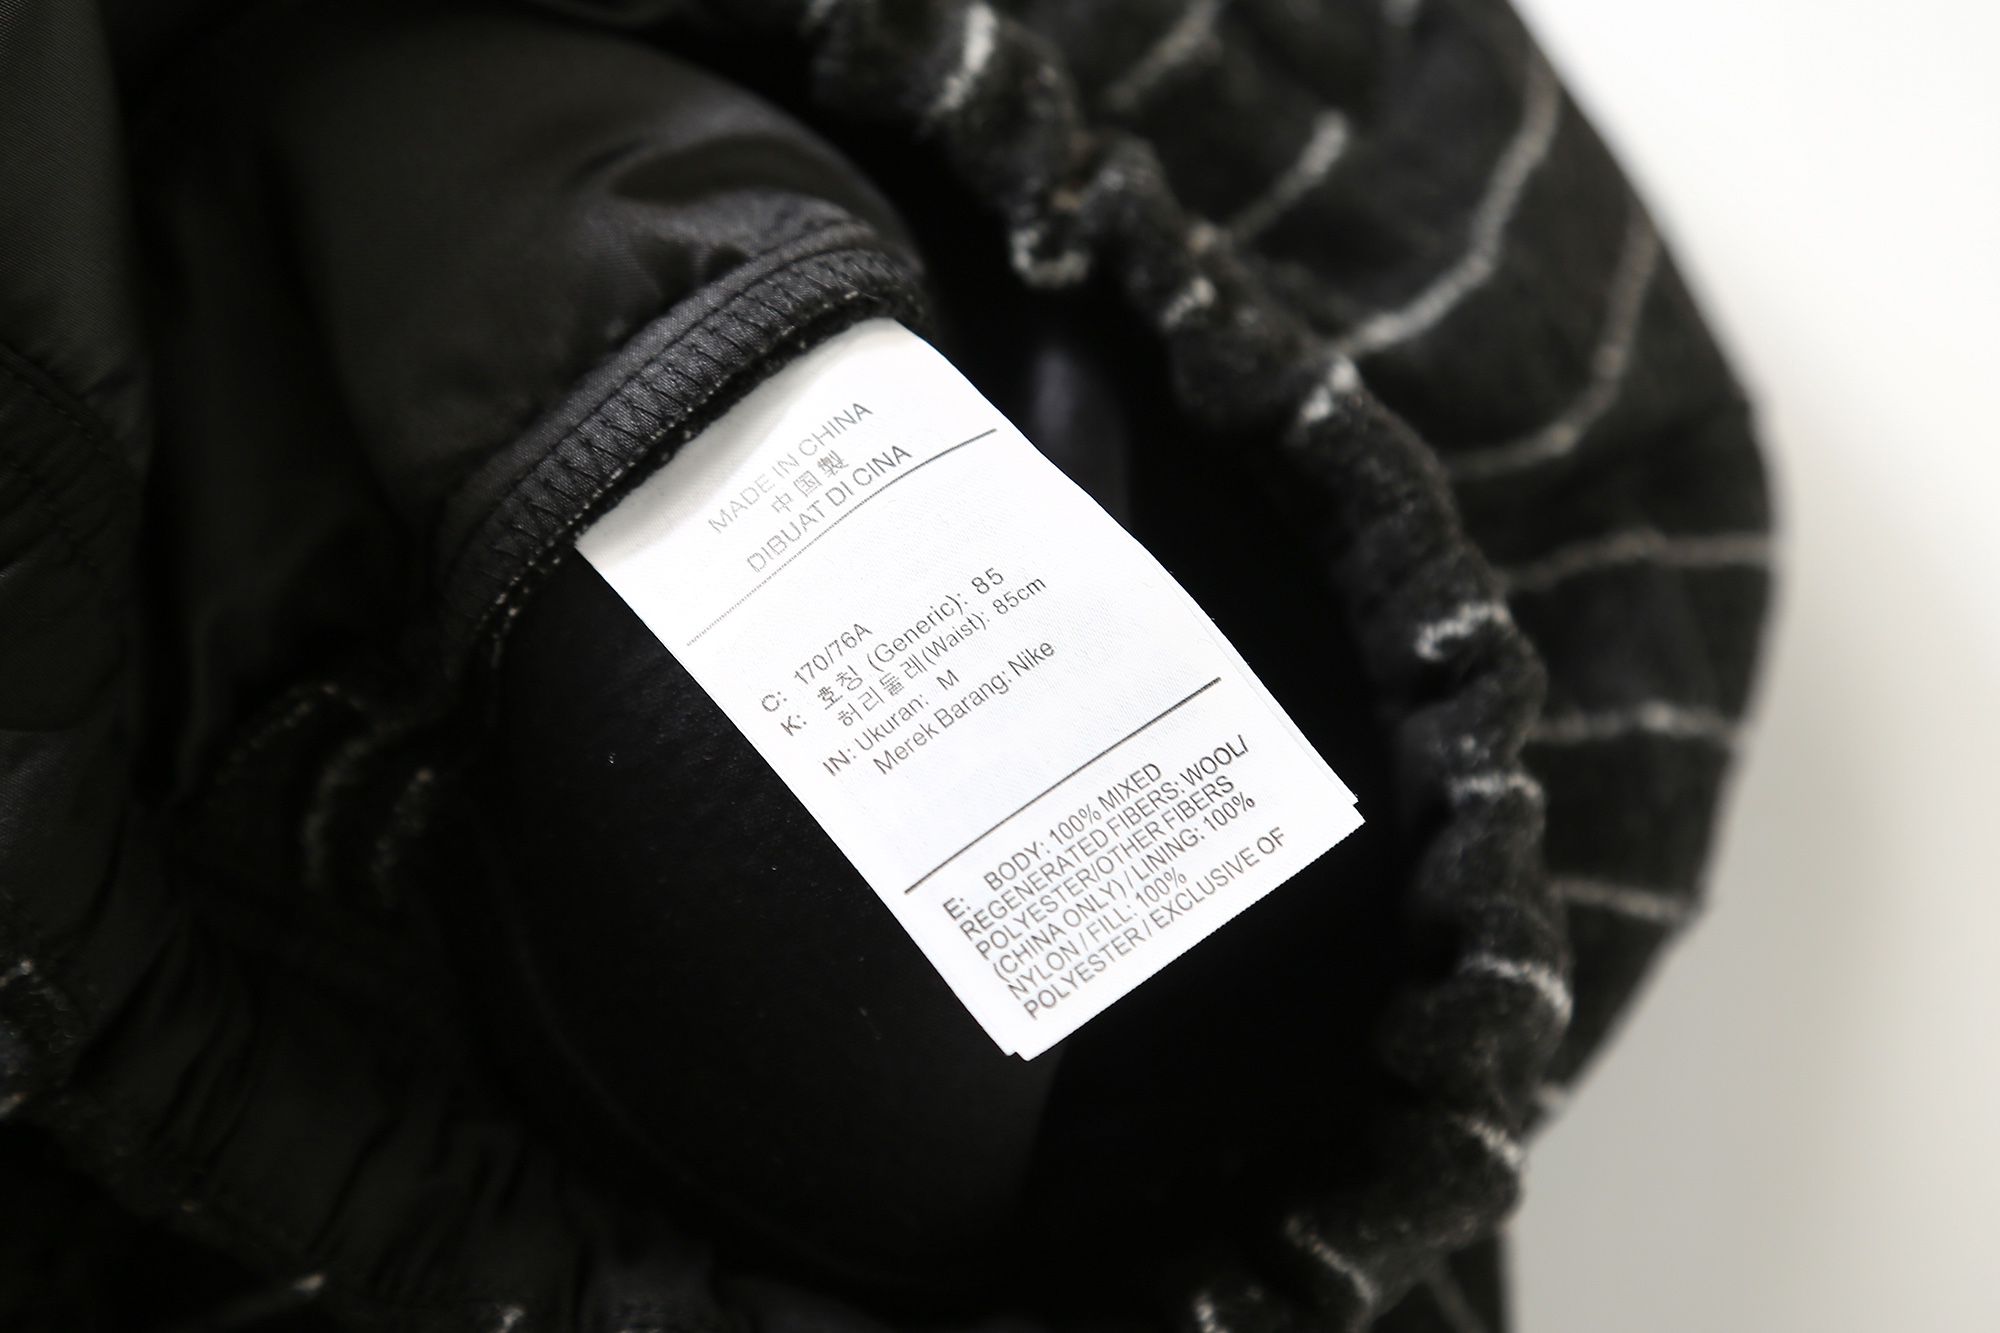 MADE IN CHINA
中国製
DIBUAT DI CINA
C: 170/76A
K: 호칭 (Generic): 85
허리둘레(Waist): 85cm
IN: Ukuran: M
Merek Barang: Nike
E: BODY: 100% MIXED
REGENERATED FIBERS: WOOL/
POLYESTER/OTHER FIBERS
(CHINA ONLY) / LINING: 100%
NYLON / FILL: 100%
POLYESTER / EXCLUSIVE OF